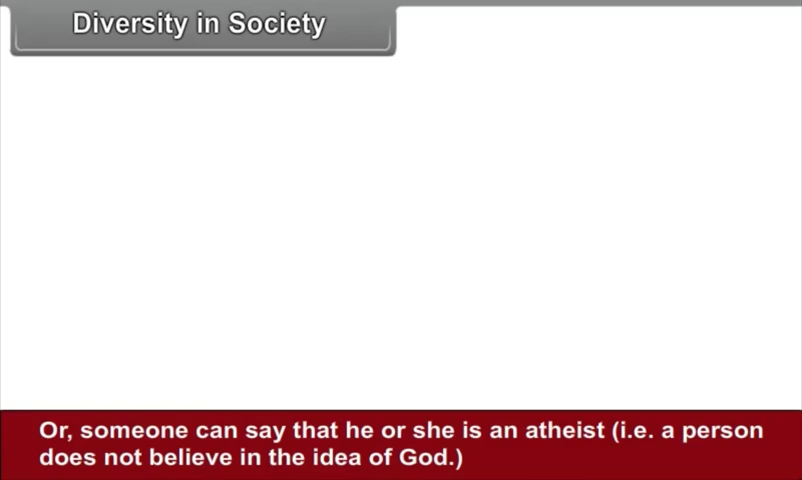 Diversity in Society
Or, someone can say that he or she is an atheist (i.e. a person
does not believe in the idea of God.)